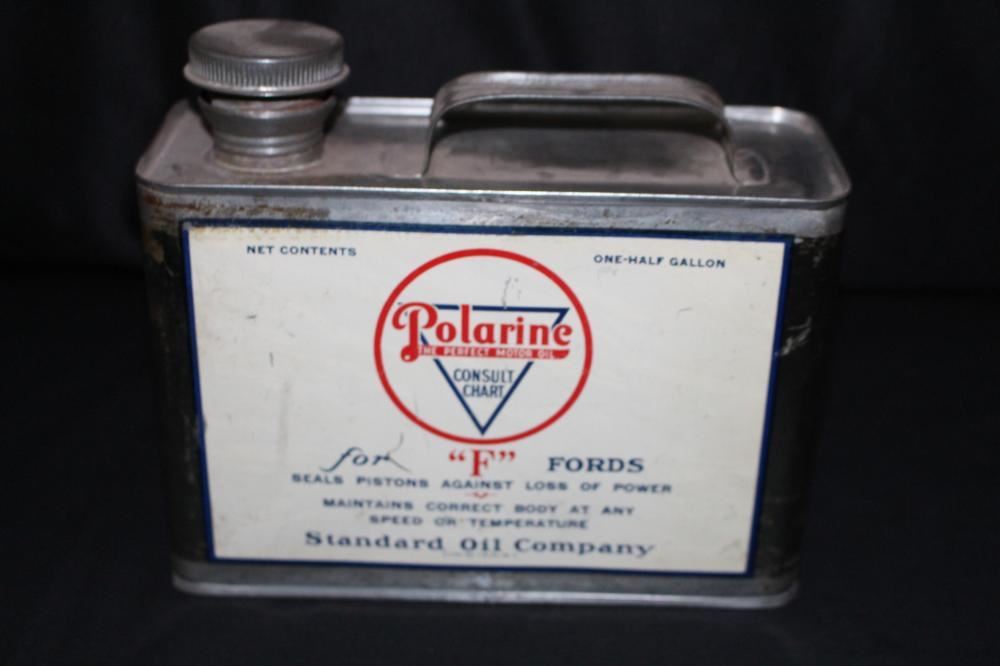 NET CONTENTS
ONE-HALF GALLON
Polarine
THE PERFECT MOTOR OIL
CONSULT
CHART
for "F" FORDS
SEALS PISTONS AGAINST LOSS OF POWER
MAINTAINS CORRECT BODY AT ANY
SPEED OR TEMPERATURE
Standard Oil Company